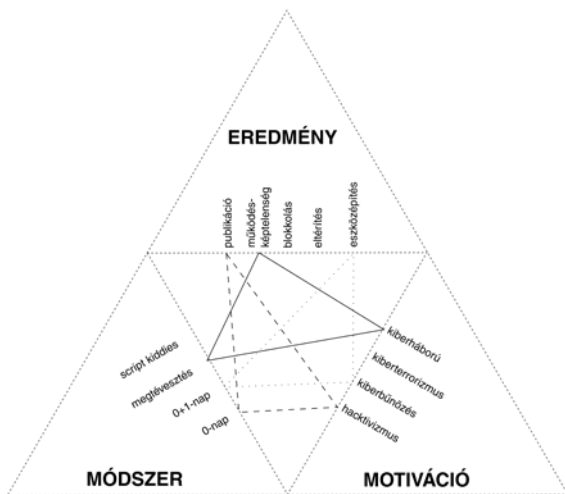 EREDMÉNY
publikáció
működés-
képtelenség
blokkolás
eltérítés
eszközépítés
script kiddies
megtévesztés
0+1-nap
0-nap
kiberháború
kiberterrorizmus
kiberbűnözés
hacktivizmus
MÓDSZER
MOTIVÁCIÓ